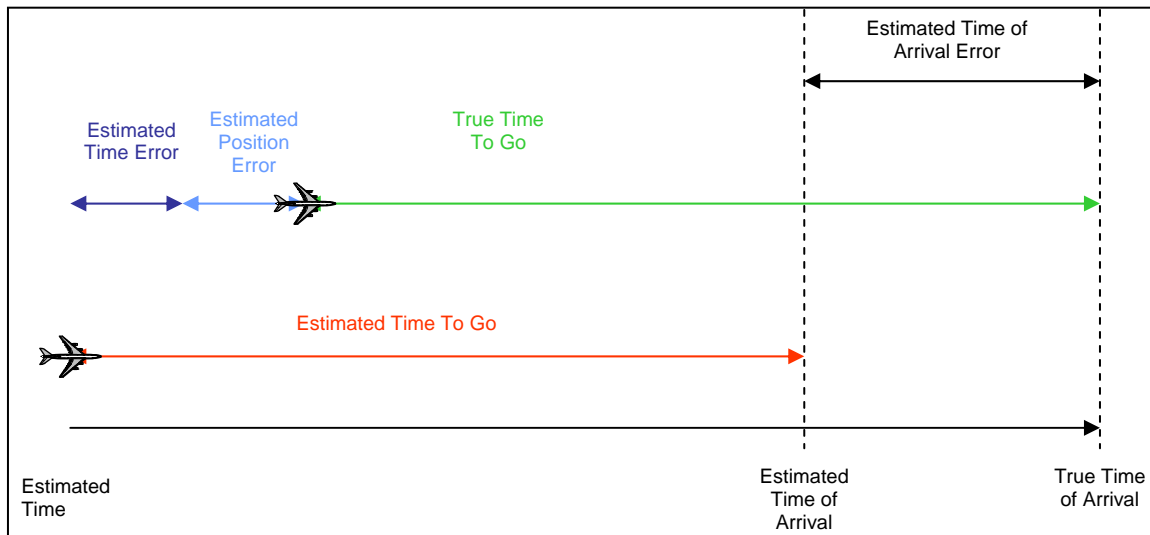 Estimated Time of
Arrival Error
Estimated
Time Error
Estimated
Position
Error
True Time
To Go
Estimated Time To Go
Estimated
Time
Estimated
Time of
Arrival
True Time
of Arrival